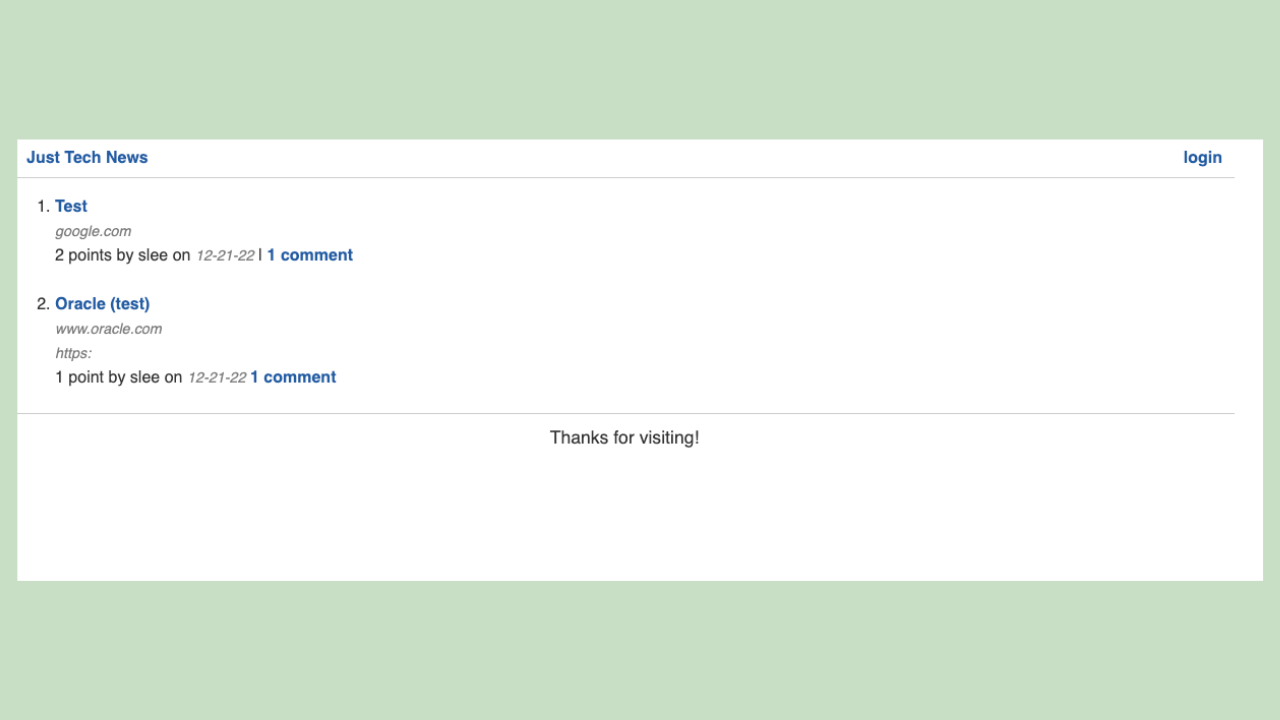 Just Tech News login
1. Test
google.com
2 points by slee on 12-21-22 | 1 comment
2. Oracle (test)
www.oracle.com
https:
1 point by slee on 12-21-22 1 comment
Thanks for visiting!